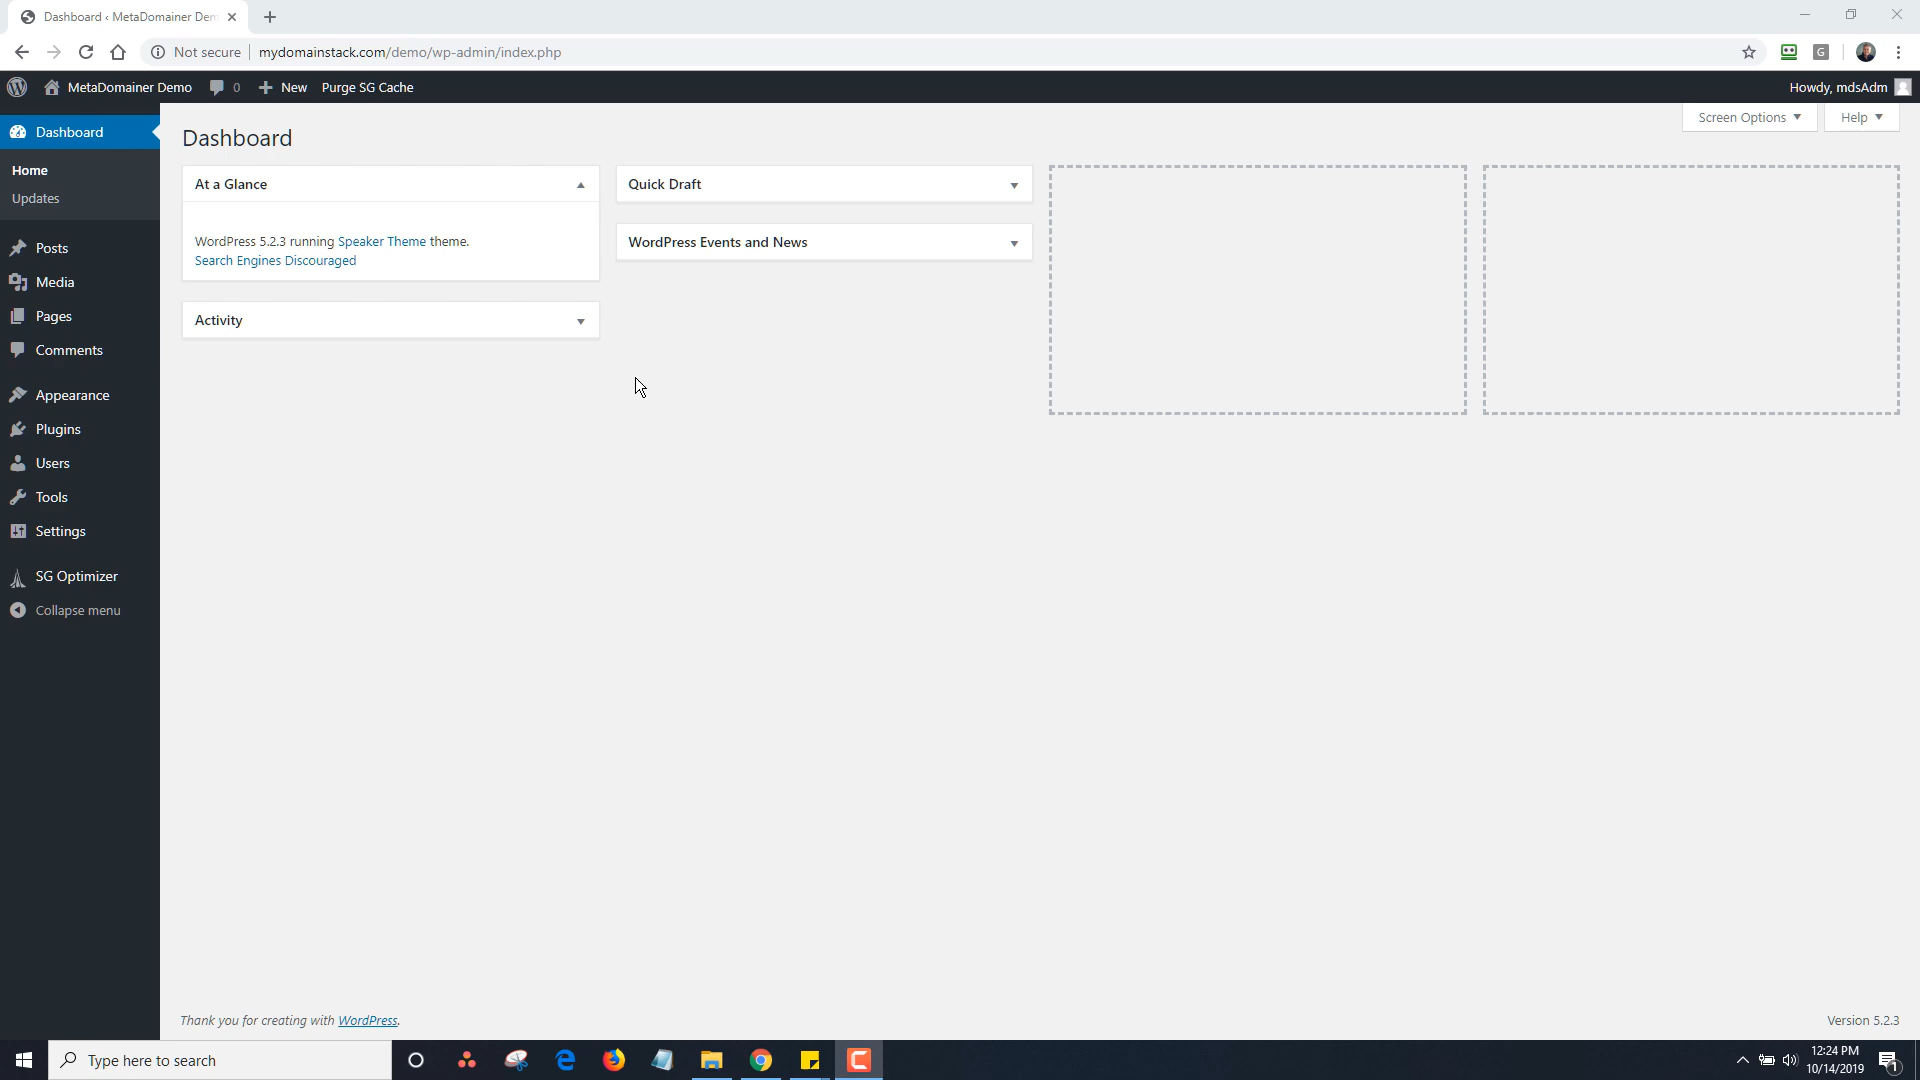 Dashboard ‹ MetaDomainer Dem
Not secure | mydomainstack.com/demo/wp-admin/index.php
G
MetaDomainer Demo 0 New Purge SG Cache Howdy, mdsAdm
Screen Options Help
Dashboard
Home
Updates
Posts
Media
Pages
Comments
Appearance
Plugins
Users
Tools
Settings
SG Optimizer
Collapse menu
Dashboard
At a Glance
WordPress 5.2.3 running Speaker Theme theme.
Search Engines Discouraged
Activity
Quick Draft
WordPress Events and News
Thank you for creating with WordPress.
Version 5.2.3
Type here to search
12:24 PM
10/14/2019
1